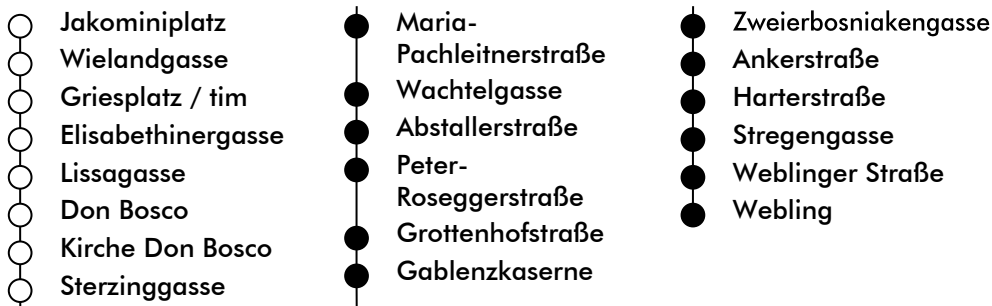 Jakominiplatz
Wielandgasse
Griesplatz / tim
Elisabethinergasse
Lissagasse
Don Bosco
Kirche Don Bosco
Sterzinggasse
Maria-
Pachleitnerstraße
Wachtelgasse
Abstallerstraße
Peter-
Roseggerstraße
Grottenhofstraße
Gablenzkaserne
Zweierbosniakengasse
Ankerstraße
Harterstraße
Stregengasse
Weblinger Straße
Webling